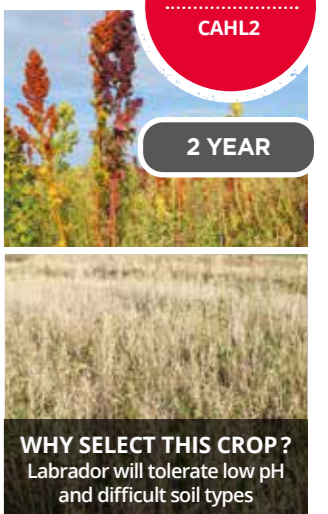 CAHL2
2 YEAR
WHY SELECT THIS CROP?
Labrador will tolerate low pH
and difficult soil types